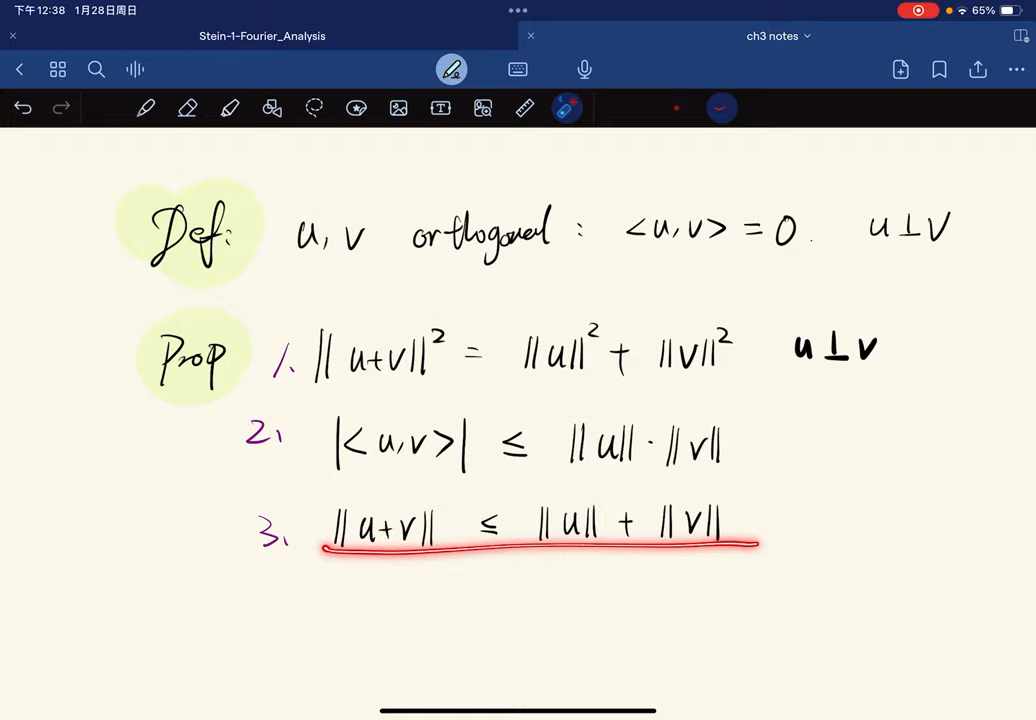 下午12:38 1月28日周日 65%
Stein-1-Fourier_Analysis ch3 notes
Def: u, v orthogonal : <u,v> = 0. u⊥v
Prop 1. ||u+v||² = ||u||² + ||v||² u⊥v
2. |<u,v>| ≤ ||u||·||v||
3. ||u+v|| ≤ ||u|| + ||v||